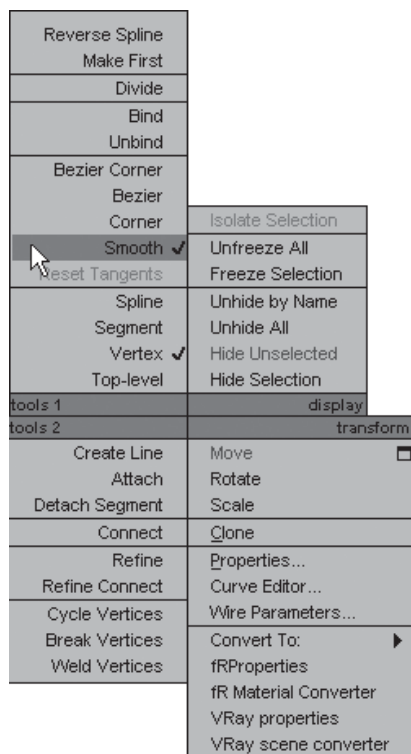 Reverse Spline
Make First
Divide
Bind
Unbind
Bezier Corner
Bezier
Corner
Smooth ✓
Reset Tangents
Spline
Segment
Vertex ✓
Top-level
tools 1
Isolate Selection
Unfreeze All
Freeze Selection
Unhide by Name
Unhide All
Hide Unselected
Hide Selection
display
tools 2
Create Line
Attach
Detach Segment
Connect
Refine
Refine Connect
Cycle Vertices
Break Vertices
Weld Vertices
transform
Move
Rotate
Scale
Clone
Properties...
Curve Editor...
Wire Parameters...
Convert To:
fRProperties
fR Material Converter
VRay properties
VRay scene converter